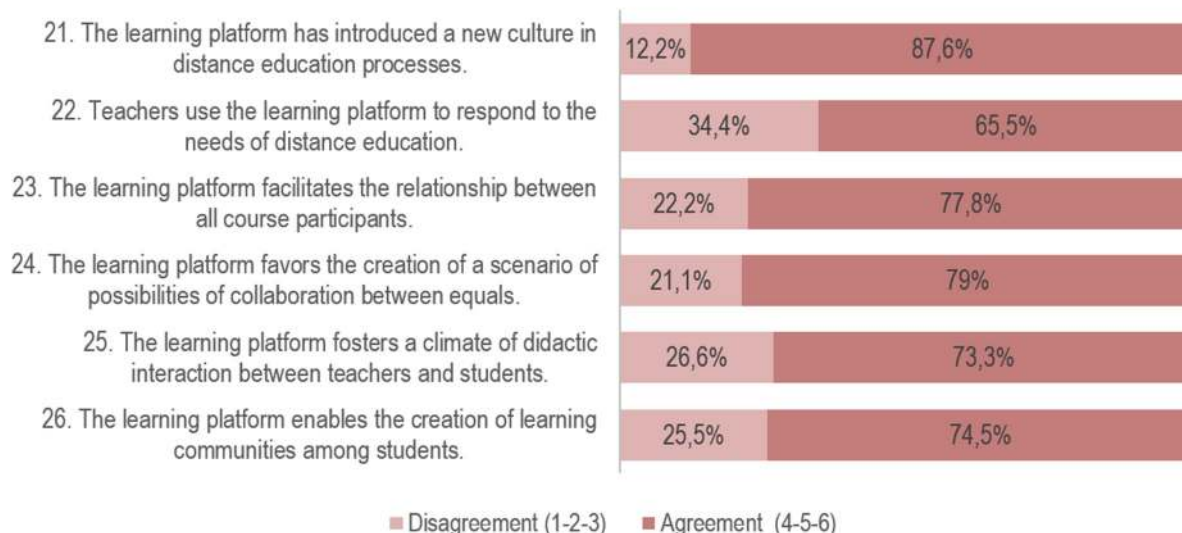 21. The learning platform has introduced a new culture in
distance education processes.
12,2% 87,6%
22. Teachers use the learning platform to respond to the
needs of distance education.
34,4% 65,5%
23. The learning platform facilitates the relationship between
all course participants.
22,2% 77,8%
24. The learning platform favors the creation of a scenario of
possibilities of collaboration between equals.
21,1% 79%
25. The learning platform fosters a climate of didactic
interaction between teachers and students.
26,6% 73,3%
26. The learning platform enables the creation of learning
communities among students.
25,5% 74,5%
Disagreement (1-2-3) Agreement (4-5-6)